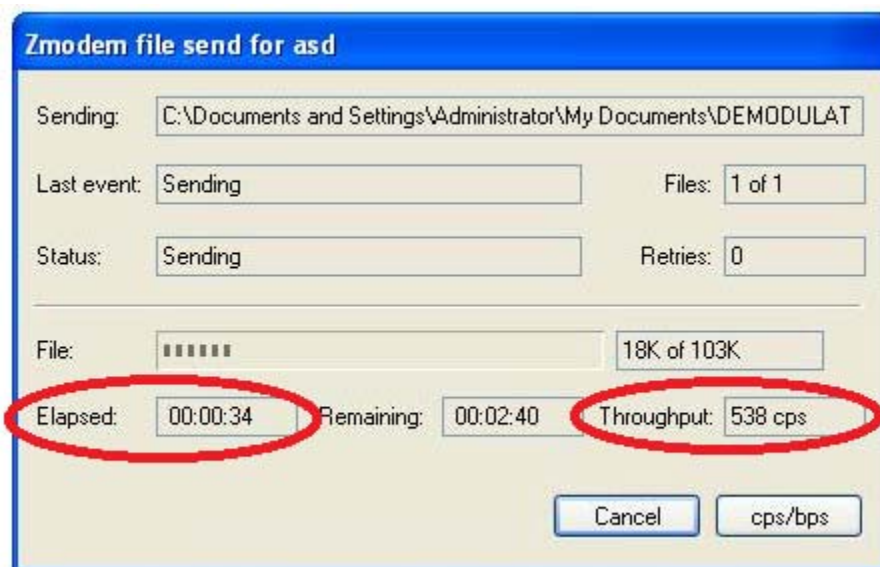 Zmodem file send for asd
Sending: C:\Documents and Settings\Administrator\My Documents\DEMODULAT
Last event: Sending Files: 1 of 1
Status: Sending Retries: 0
File: 18K of 103K
Elapsed: 00:00:34 Remaining: 00:02:40 Throughput: 538 cps
Cancel cps/bps